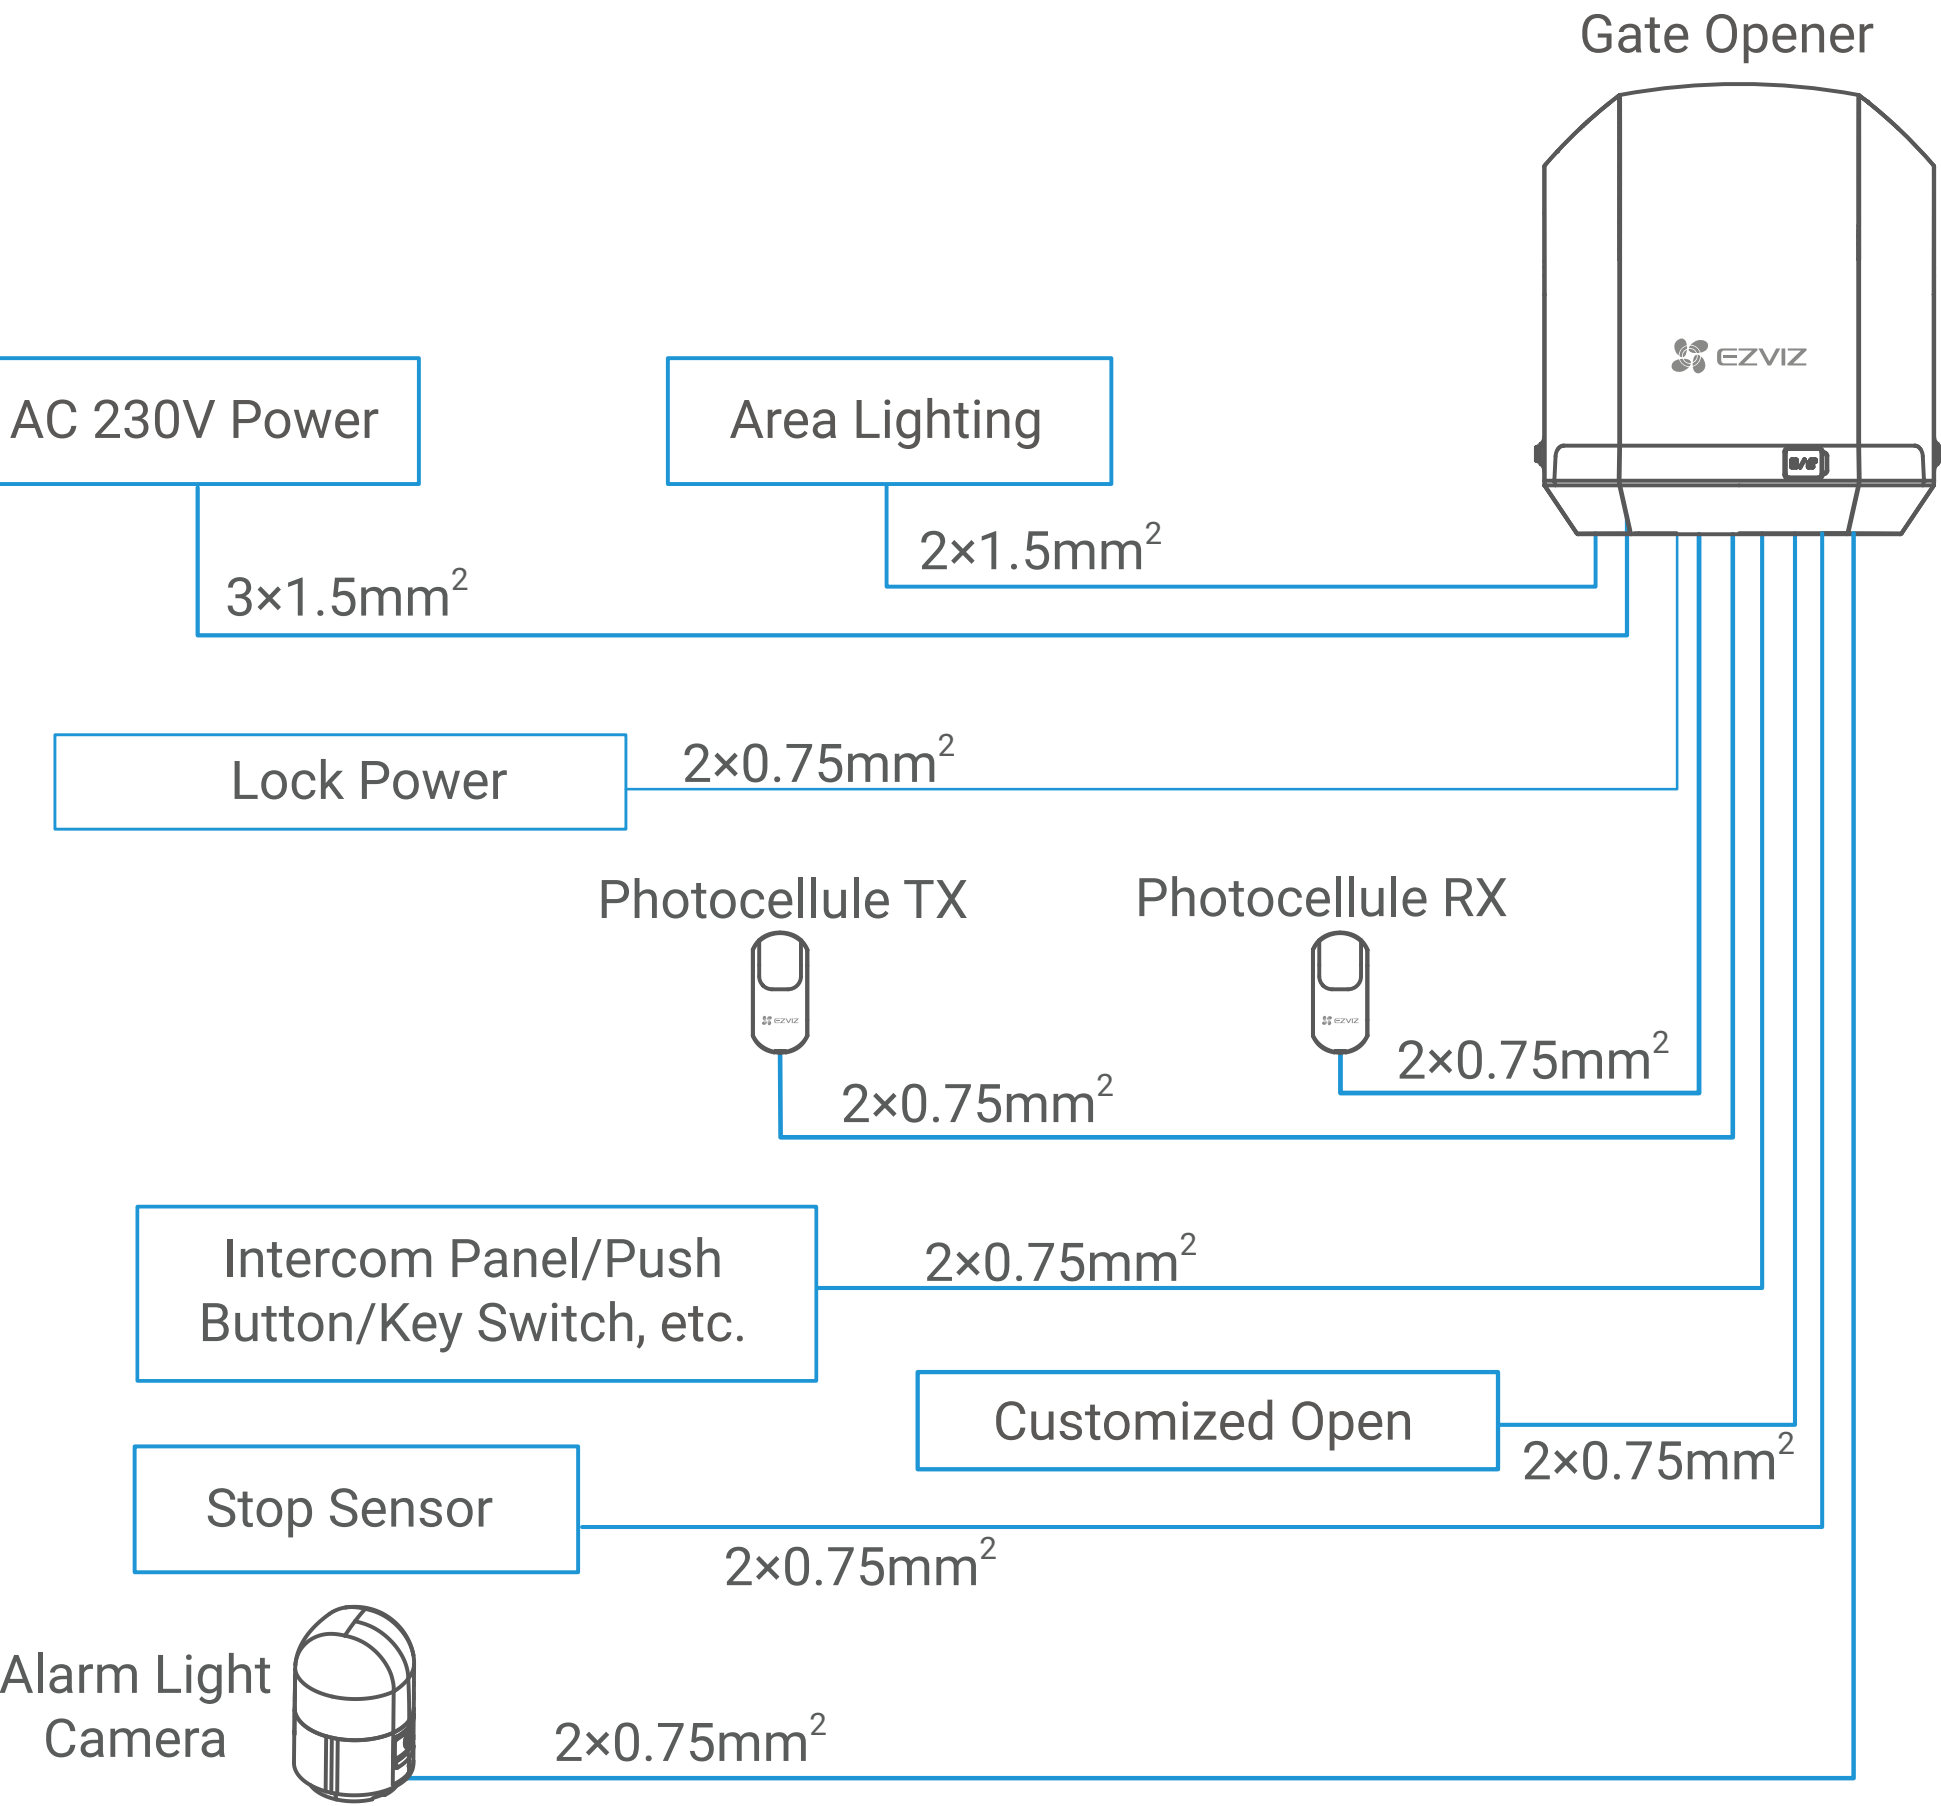 Gate Opener
EZVIZ
AC 230V Power
Area Lighting
2×1.5mm²
3×1.5mm²
Lock Power
2×0.75mm²
Photocellule TX
Photocellule RX
EZVIZ
EZVIZ
2×0.75mm²
2×0.75mm²
Intercom Panel/Push
Button/Key Switch, etc.
2×0.75mm²
Customized Open
2×0.75mm²
Stop Sensor
2×0.75mm²
Alarm Light
Camera
2×0.75mm²